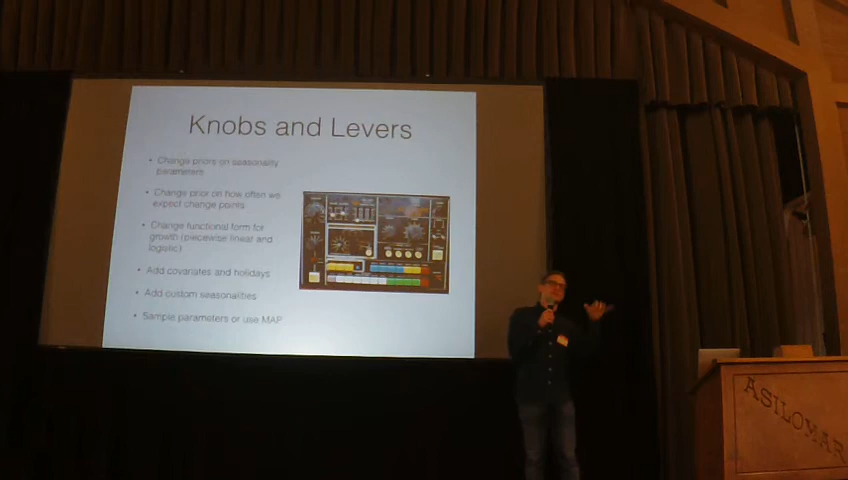 Knobs and Levers
• Change priors on seasonality
parameters
• Change prior on how often we
expect change points
• Change functional form for
growth (piecewise linear and
logistic)
• Add covariates and holidays
• Add custom seasonalities
• Sample parameters or use MAP
ASILOMAR